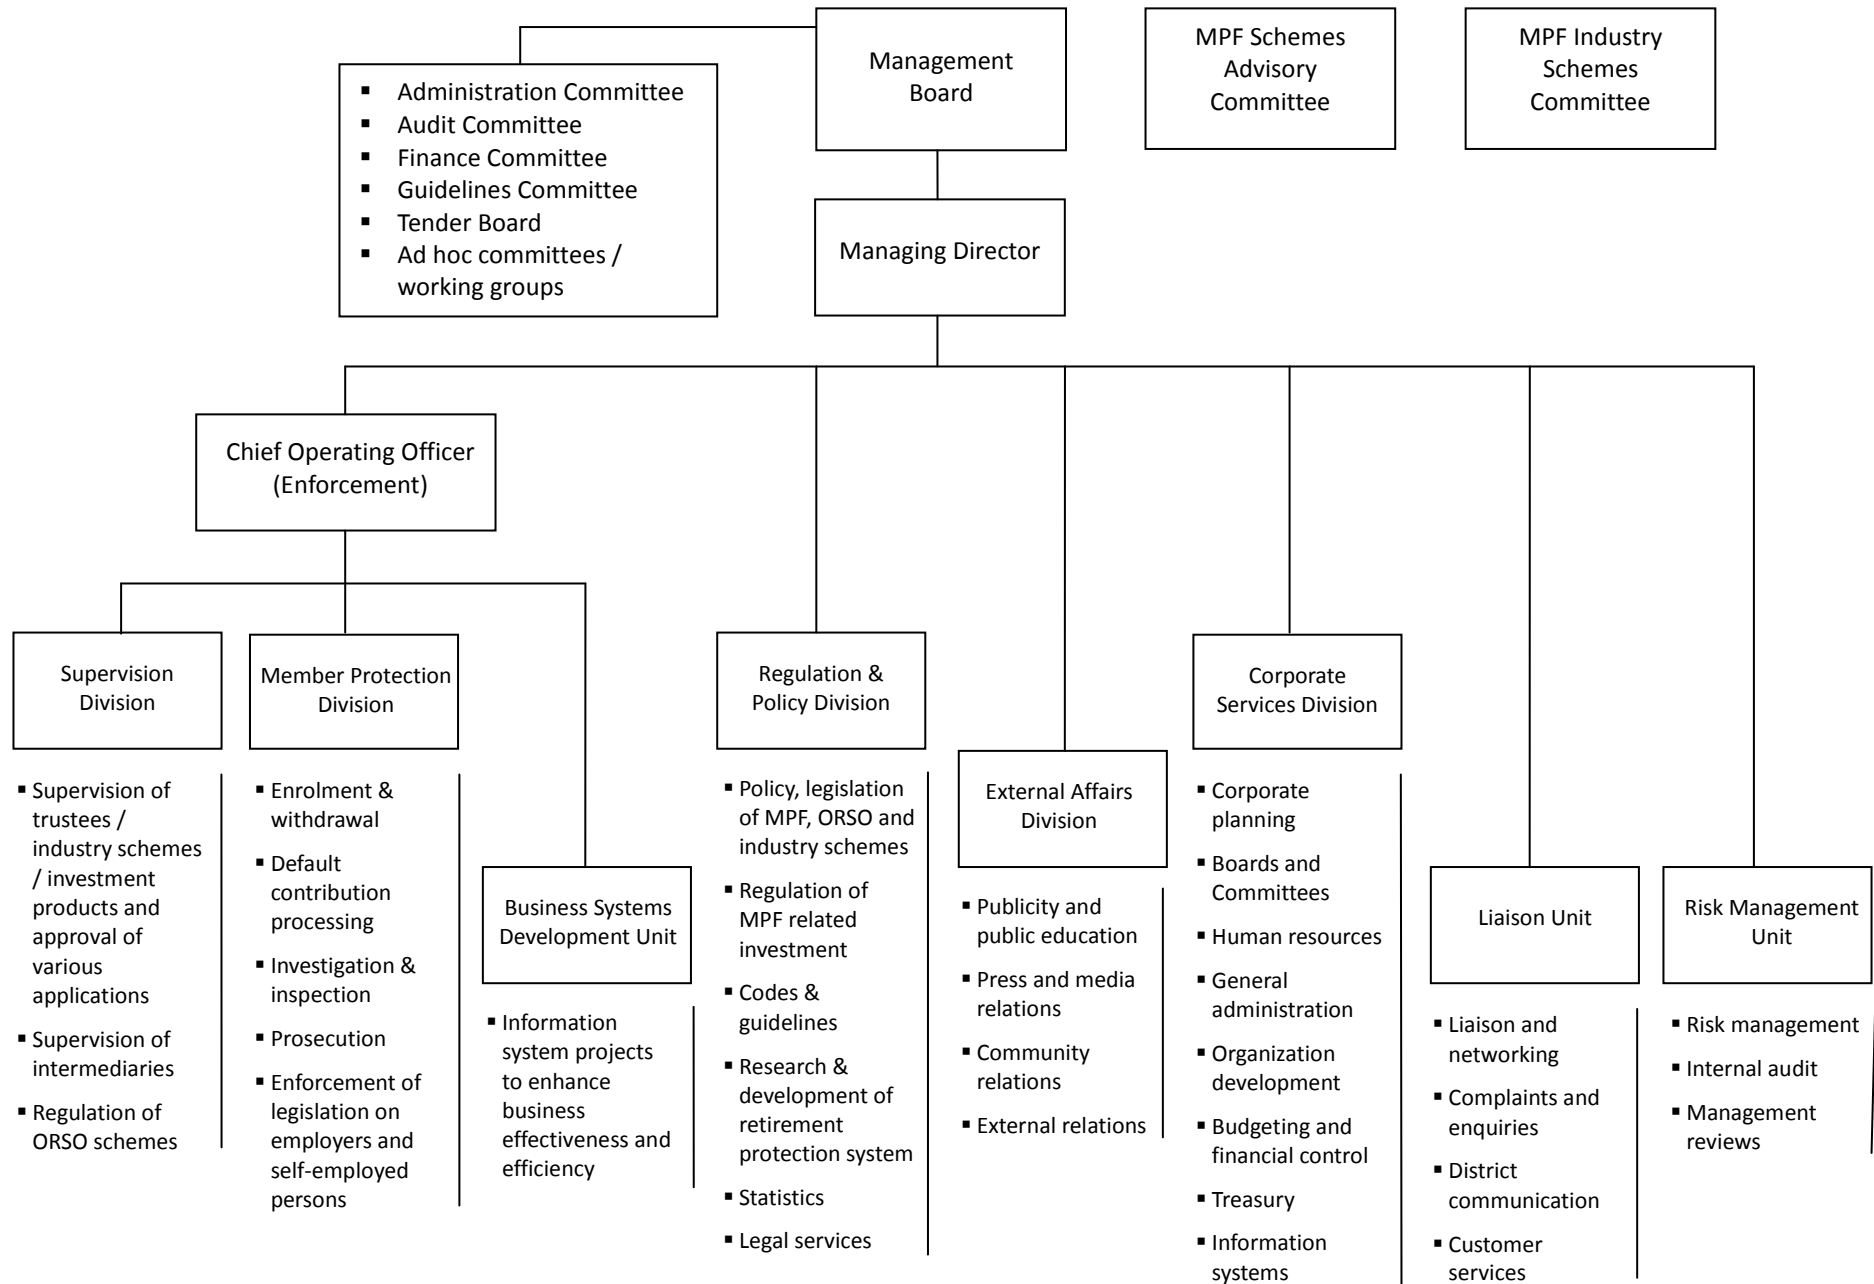 Management
Board
MPF Schemes
Advisory
Committee
MPF Industry
Schemes
Committee
▪ Administration Committee
▪ Audit Committee
▪ Finance Committee
▪ Guidelines Committee
▪ Tender Board
▪ Ad hoc committees /
working groups
Managing Director
Chief Operating Officer
(Enforcement)
Supervision
Division
▪ Supervision of
trustees /
industry schemes
/ investment
products and
approval of
various
applications
▪ Supervision of
intermediaries
▪ Regulation of
ORSO schemes
Member Protection
Division
▪ Enrolment &
withdrawal
▪ Default
contribution
processing
▪ Investigation &
inspection
▪ Prosecution
▪ Enforcement of
legislation on
employers and
self-employed
persons
Business Systems
Development Unit
▪ Information
system projects
to enhance
business
effectiveness and
efficiency
Regulation &
Policy Division
▪ Policy, legislation
of MPF, ORSO and
industry schemes
▪ Regulation of
MPF related
investment
▪ Codes &
guidelines
▪ Research &
development of
retirement
protection system
▪ Statistics
▪ Legal services
External Affairs
Division
▪ Publicity and
public education
▪ Press and media
relations
▪ Community
relations
▪ External relations
Corporate
Services Division
▪ Corporate
planning
▪ Boards and
Committees
▪ Human resources
▪ General
administration
▪ Organization
development
▪ Budgeting and
financial control
▪ Treasury
▪ Information
systems
Liaison Unit
▪ Liaison and
networking
▪ Complaints and
enquiries
▪ District
communication
▪ Customer
services
Risk Management
Unit
▪ Risk management
▪ Internal audit
▪ Management
reviews